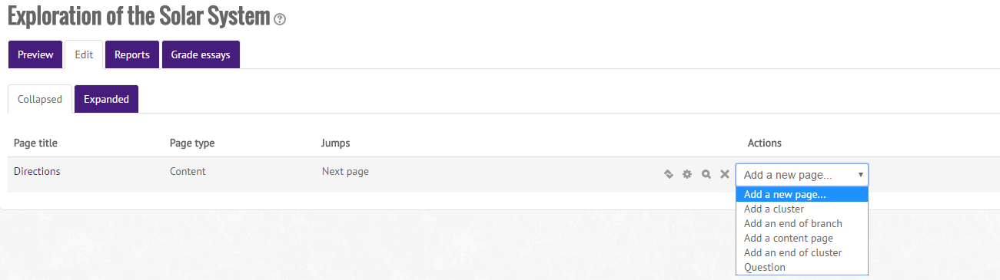 Exploration of the Solar System
Preview Edit Reports Grade essays
Collapsed Expanded
Page title Page type Jumps Actions
Directions Content Next page Add a new page...
Add a new page...
Add a cluster
Add an end of branch
Add a content page
Add an end of cluster
Question